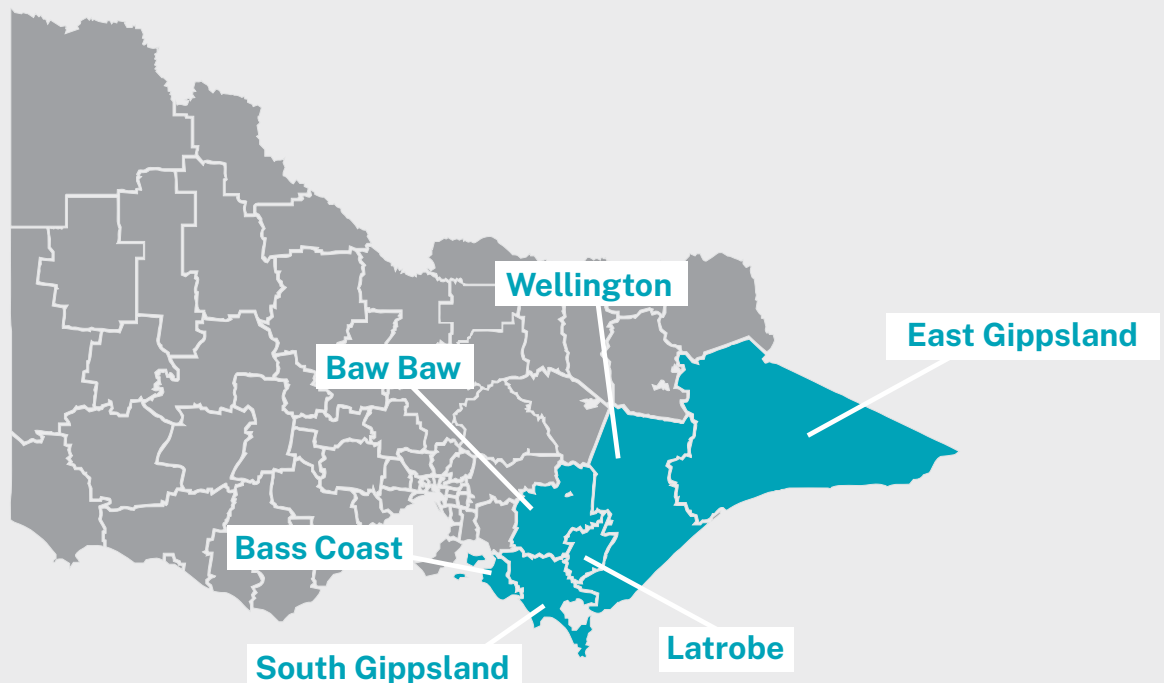 Wellington
East Gippsland
Baw Baw
Bass Coast
Latrobe
South Gippsland